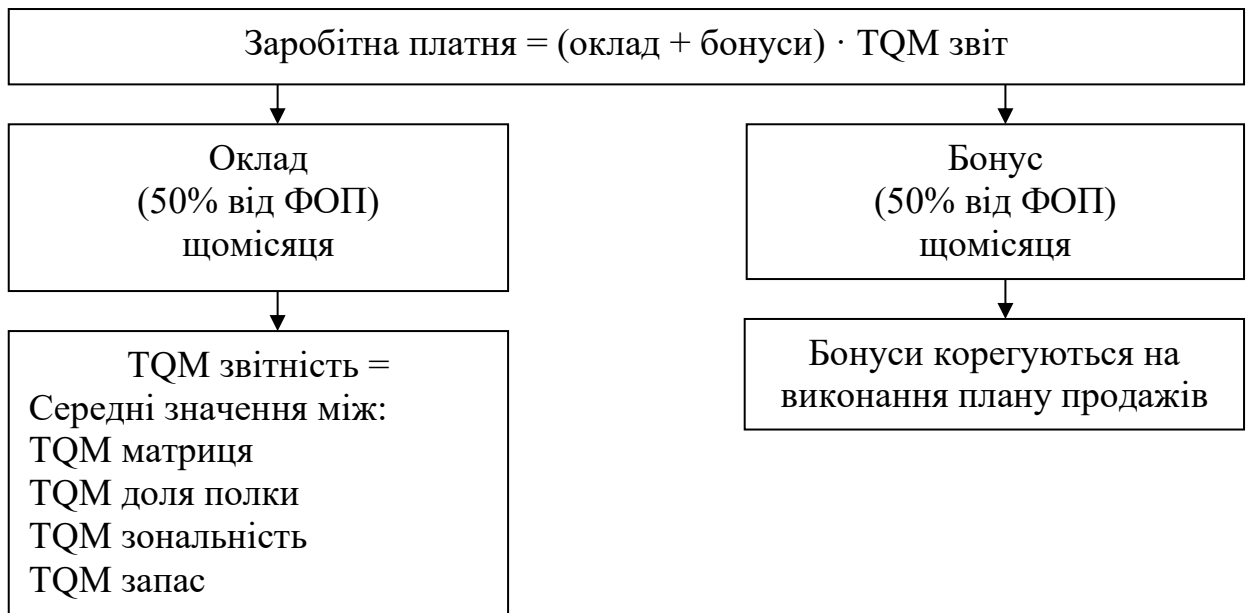 Заробітна платня = (оклад + бонуси) · TQM звіт
Оклад
(50% від ФОП)
щомісяця
Бонус
(50% від ФОП)
щомісяця
TQM звітність =
Середні значення між:
TQM матриця
TQM доля полки
TQM зональність
TQM запас
Бонуси корегуються на
виконання плану продажів